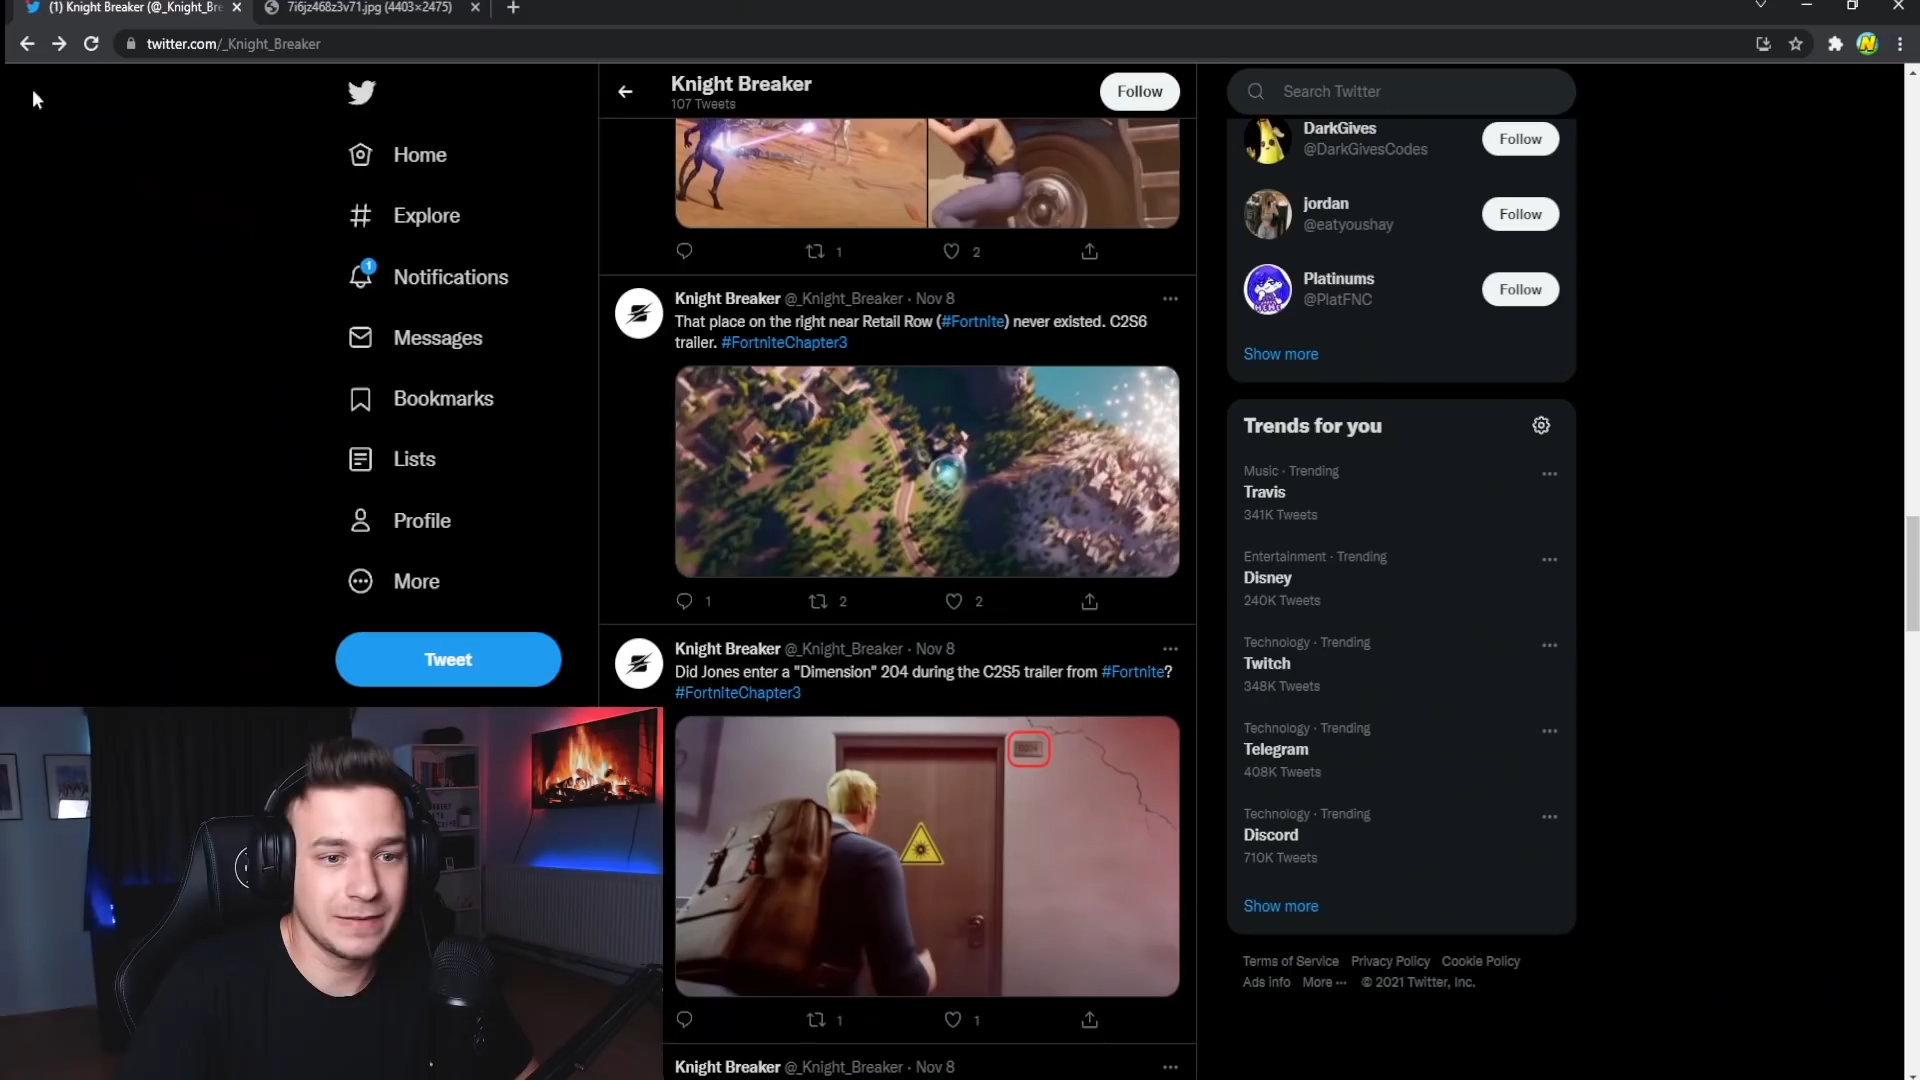 (1) Knight Breaker (@_Knight_Bre
7i6jz468z3v71.jpg (4403×2475)
twitter.com/_Knight_Breaker
Home
Explore
1
Notifications
Messages
Bookmarks
Lists
Profile
More
Tweet
Knight Breaker
107 Tweets
Follow
1
2
Knight Breaker @_Knight_Breaker · Nov 8
That place on the right near Retail Row (#Fortnite) never existed. C2S6
trailer. #FortniteChapter3
1
2
2
Knight Breaker @_Knight_Breaker · Nov 8
Did Jones enter a "Dimension" 204 during the C2S5 trailer from #Fortnite?
#FortniteChapter3
1
1
Knight Breaker @_Knight_Breaker · Nov 8
Search Twitter
DarkGives
@DarkGivesCodes
Follow
jordan
@eatyoushay
Follow
Platinums
@PlatFNC
Follow
Show more
Trends for you
Music · Trending
Travis
341K Tweets
Entertainment · Trending
Disney
240K Tweets
Technology · Trending
Twitch
348K Tweets
Technology · Trending
Telegram
408K Tweets
Technology · Trending
Discord
710K Tweets
Show more
Terms of Service Privacy Policy Cookie Policy
Ads info More ··· © 2021 Twitter, Inc.